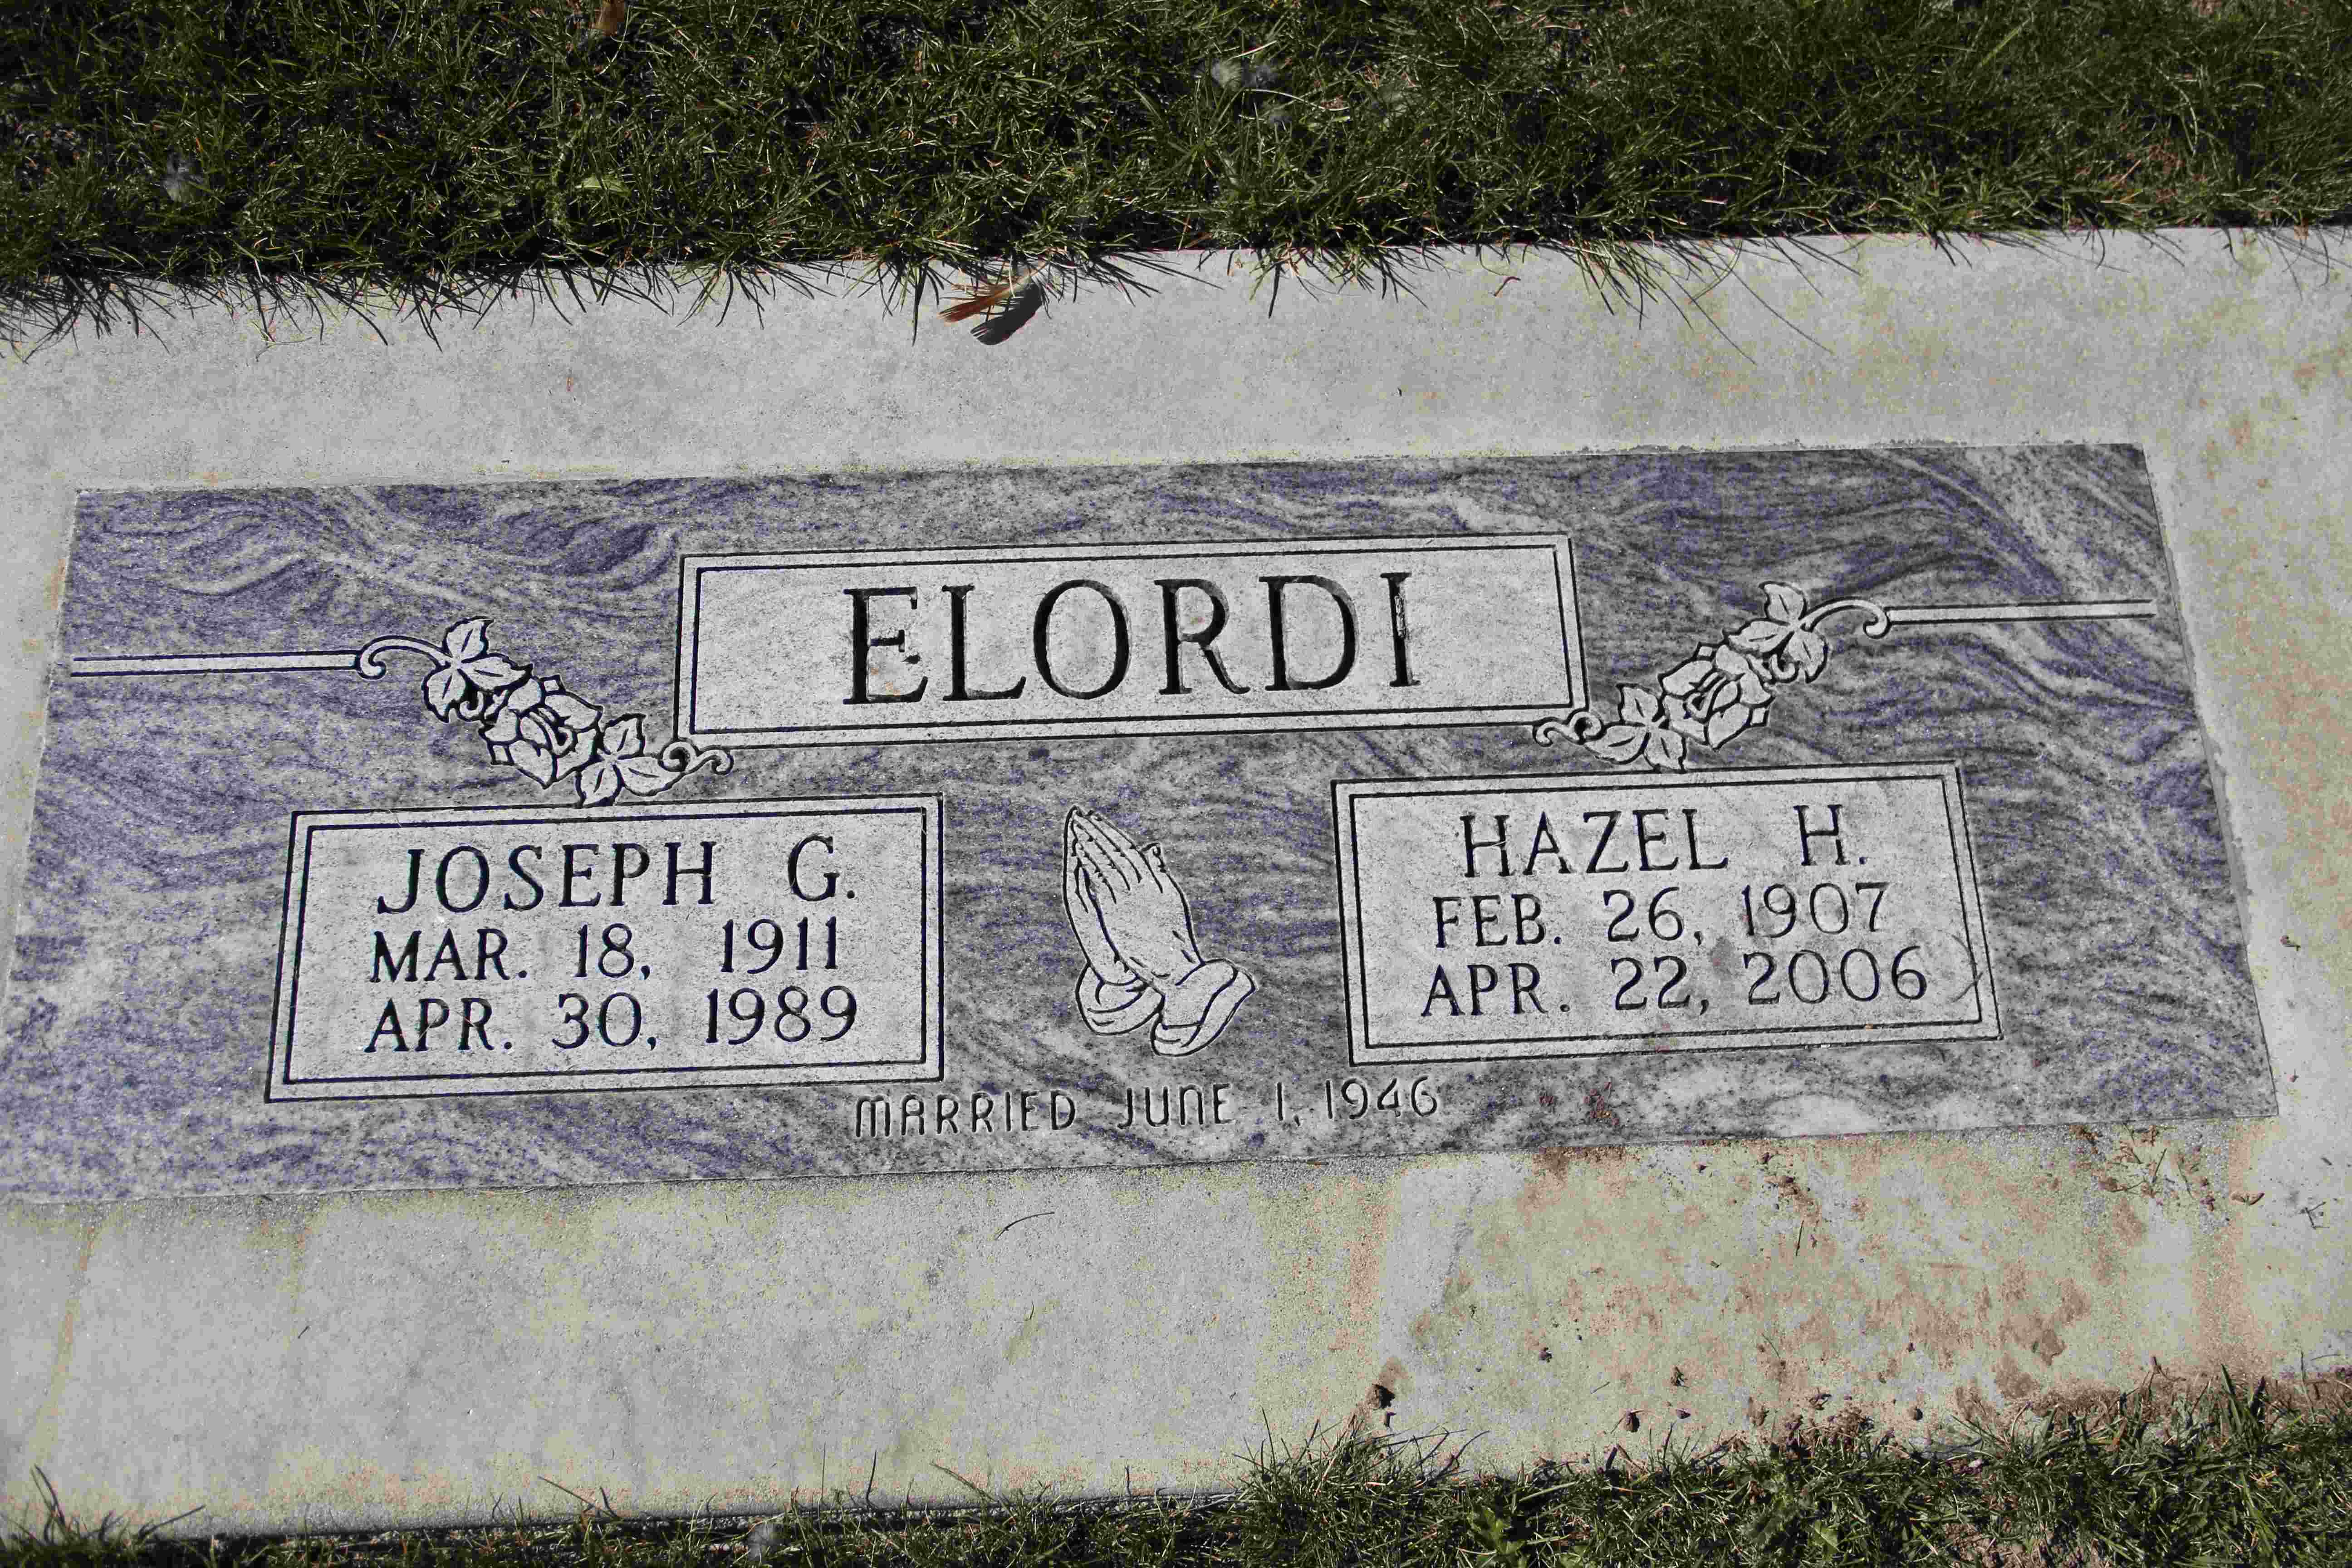 ELORDI
JOSEPH G.
MAR. 18, 1911
APR. 30, 1989
HAZEL H.
FEB. 26, 1907
APR. 22, 2006
MARRIED JUNE 1, 1946